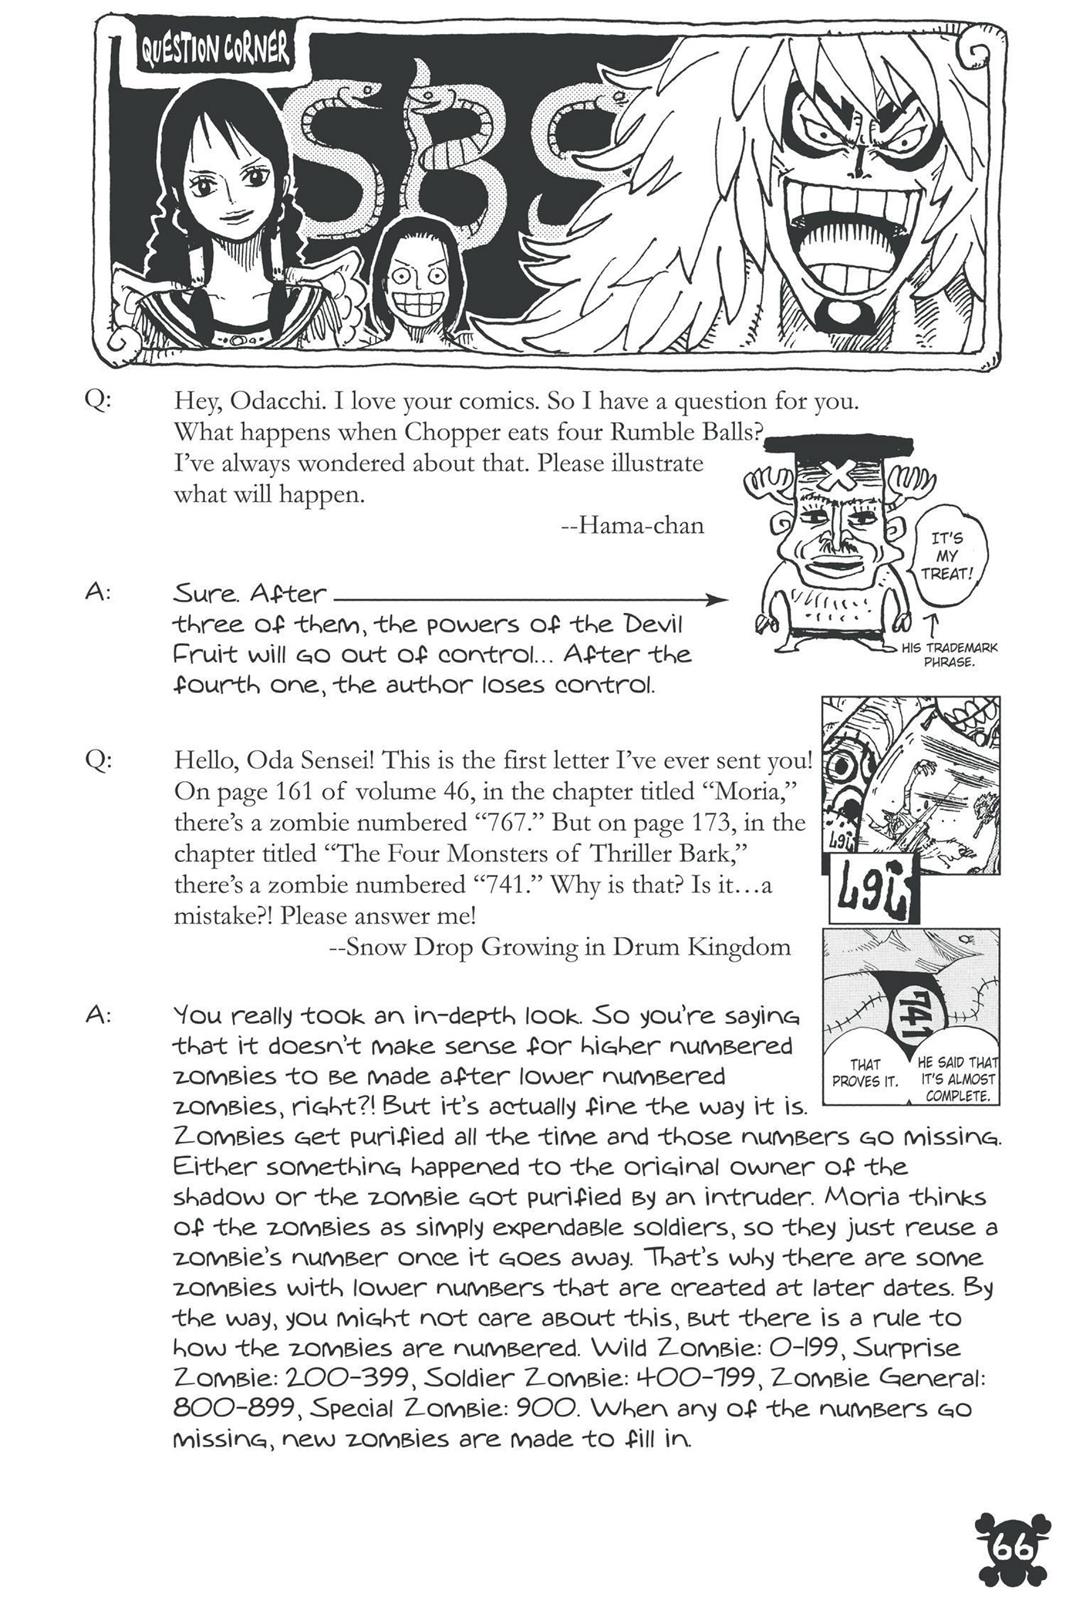 QUESTION CORNER
SBS
Q: Hey, Odacchi. I love your comics. So I have a question for you.
What happens when Chopper eats four Rumble Balls?
I've always wondered about that. Please illustrate
what will happen.
--Hama-chan
IT'S
MY
TREAT!
HIS TRADEMARK
PHRASE.
A: Sure. After
three of them, the powers of the Devil
Fruit will go out of control... After the
fourth one, the author loses control.
Q: Hello, Oda Sensei! This is the first letter I've ever sent you!
On page 161 of volume 46, in the chapter titled “Moria,”
there's a zombie numbered “767.” But on page 173, in the
chapter titled “The Four Monsters of Thriller Bark,”
there's a zombie numbered “741.” Why is that? Is it…a
mistake?! Please answer me!
--Snow Drop Growing in Drum Kingdom
767
767
741
THAT
PROVES IT.
HE SAID THAT
IT'S ALMOST
COMPLETE.
A: You really took an in-depth look. So you're saying
that it doesn't make sense for higher numbered
zombies to be made after lower numbered
zombies, right?! But it's actually fine the way it is.
Zombies get purified all the time and those numbers go missing.
Either something happened to the original owner of the
shadow or the zombie got purified by an intruder. Moria thinks
of the zombies as simply expendable soldiers, so they just reuse a
zombie's number once it goes away. That's why there are some
zombies with lower numbers that are created at later dates. By
the way, you might not care about this, but there is a rule to
how the zombies are numbered. Wild Zombie: 0-199, Surprise
Zombie: 200-399, Soldier Zombie: 400-799, Zombie General:
800-899, Special Zombie: 900. When any of the numbers go
missing, new zombies are made to fill in.
66